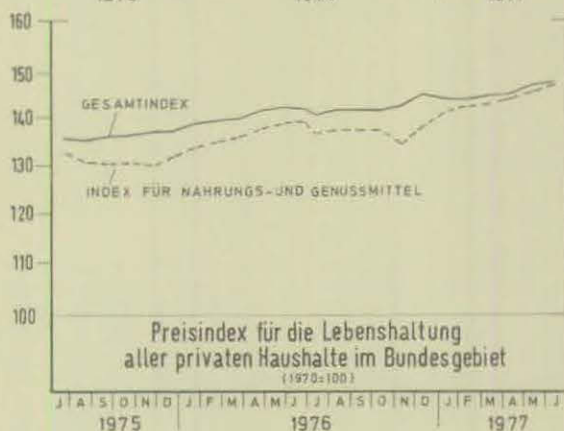 160
150
140
130
120
110
100
GESAMTINDEX
INDEX FÜR NAHRUNGS-UND GENUSSMITTEL
Preisindex für die Lebenshaltung
aller privaten Haushalte im Bundesgebiet
(1970=100)
J A S O N D J F M A M J J A S O N D J F M A M J
1975 1976 1977